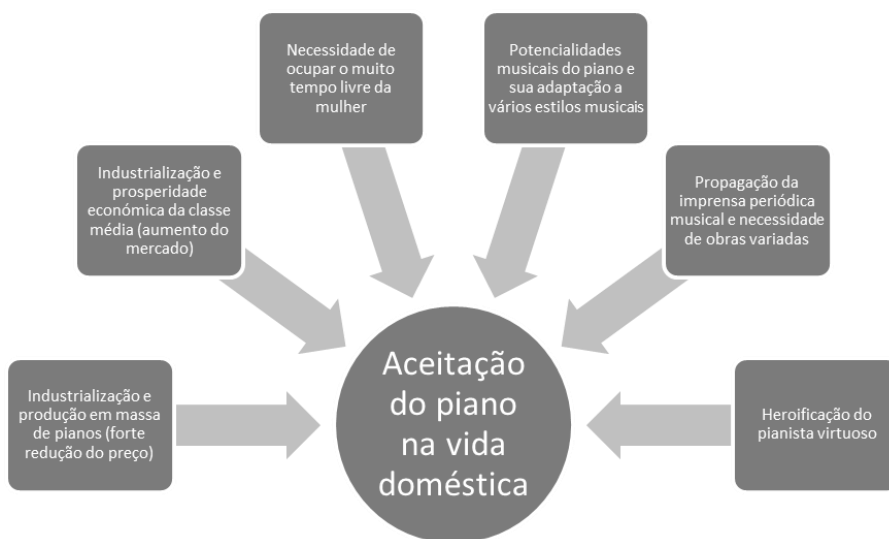 Necessidade de
ocupar o muito
tempo livre da
mulher
Potencialidades
musicais do piano e
sua adaptação a
vários estilos musicais
Industrialização e
prosperidade
económica da classe
média (aumento do
mercado)
Propagação da
imprensa periódica
musical e necessidade
de obras variadas
Industrialização e
produção em massa
de pianos (forte
redução do preço)
Aceitação
do piano
na vida
doméstica
Heroificação do
pianista virtuoso